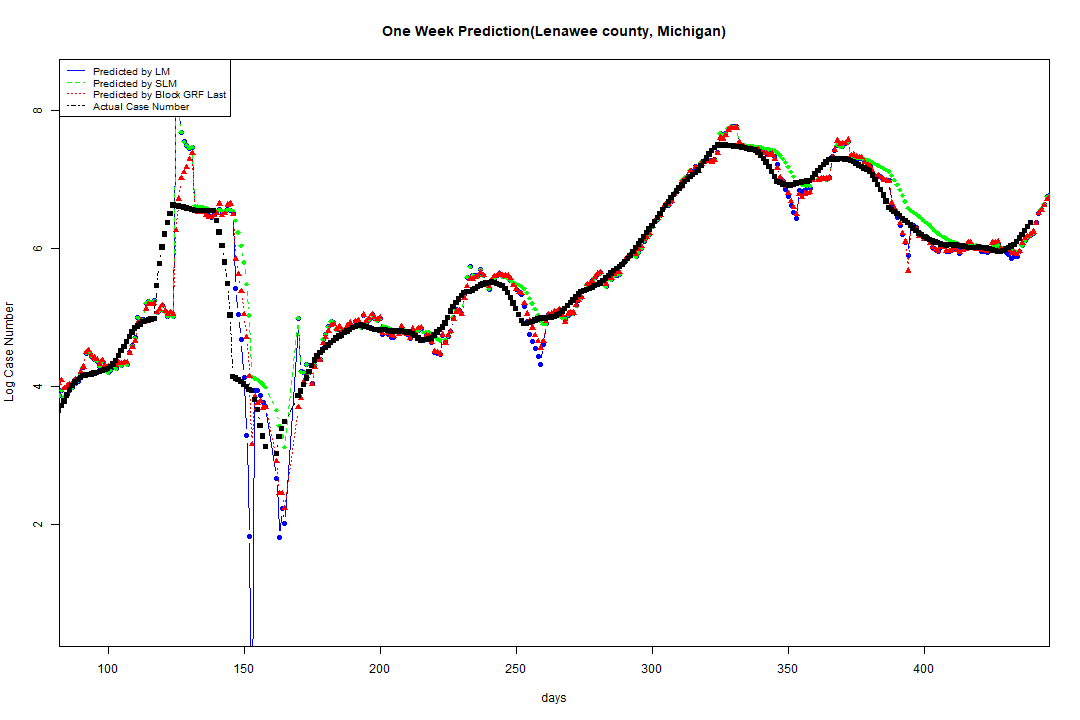 One Week Prediction(Lenawee county, Michigan)
Predicted by LM
Predicted by SLM
Predicted by Block GRF Last
Actual Case Number
8
6
4
2
Log Case Number
100 150 200 250 300 350 400
days